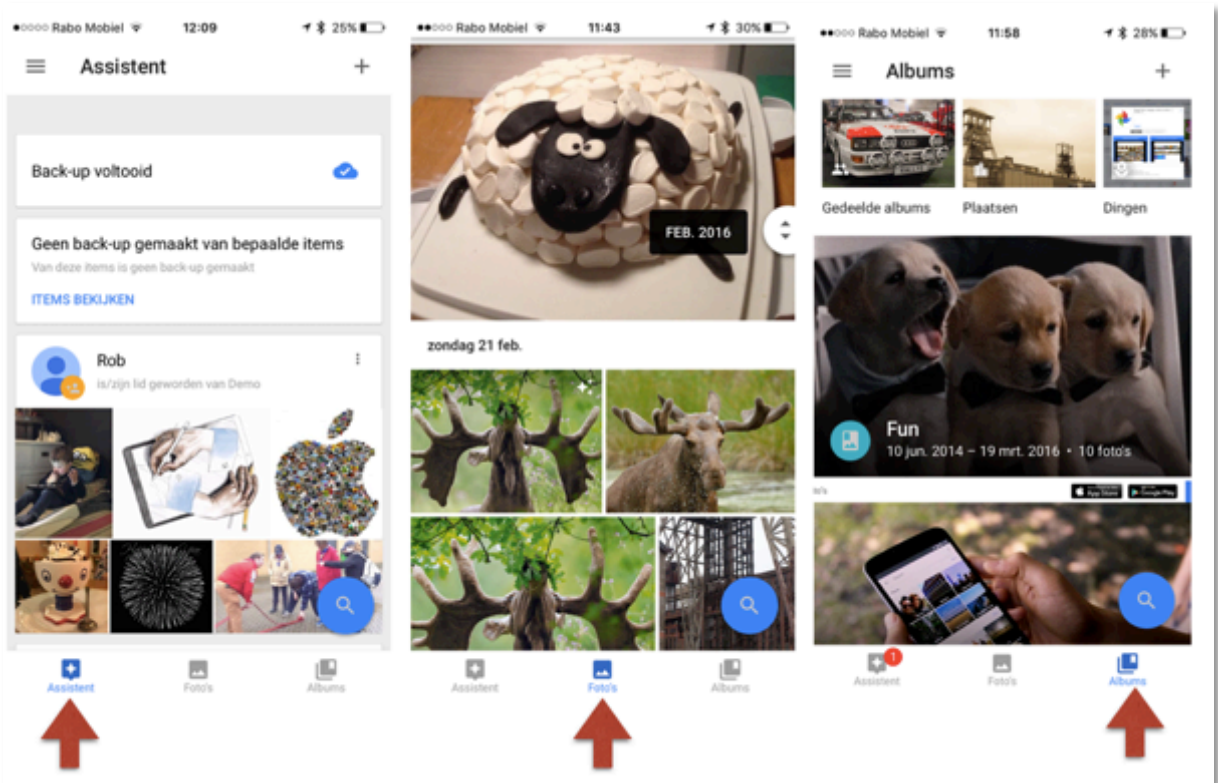 Rabo Mobiel 12:09 25%
Assistent
Back-up voltooid
Geen back-up gemaakt van bepaalde items
Van deze items is geen back-up gemaakt
ITEMS BEKIJKEN
Rob
is/zijn lid geworden van Demo
Assistent Foto's Albums
Rabo Mobiel 11:43 30%
FEB. 2016
zondag 21 feb.
Assistent Foto's Albums
Rabo Mobiel 11:58 28%
Albums
Gedeelde albums Plaatsen Dingen
Fun
10 jun. 2014 – 19 mrt. 2016 • 10 foto's
App Store Google Play
1
Assistent Foto's Albums